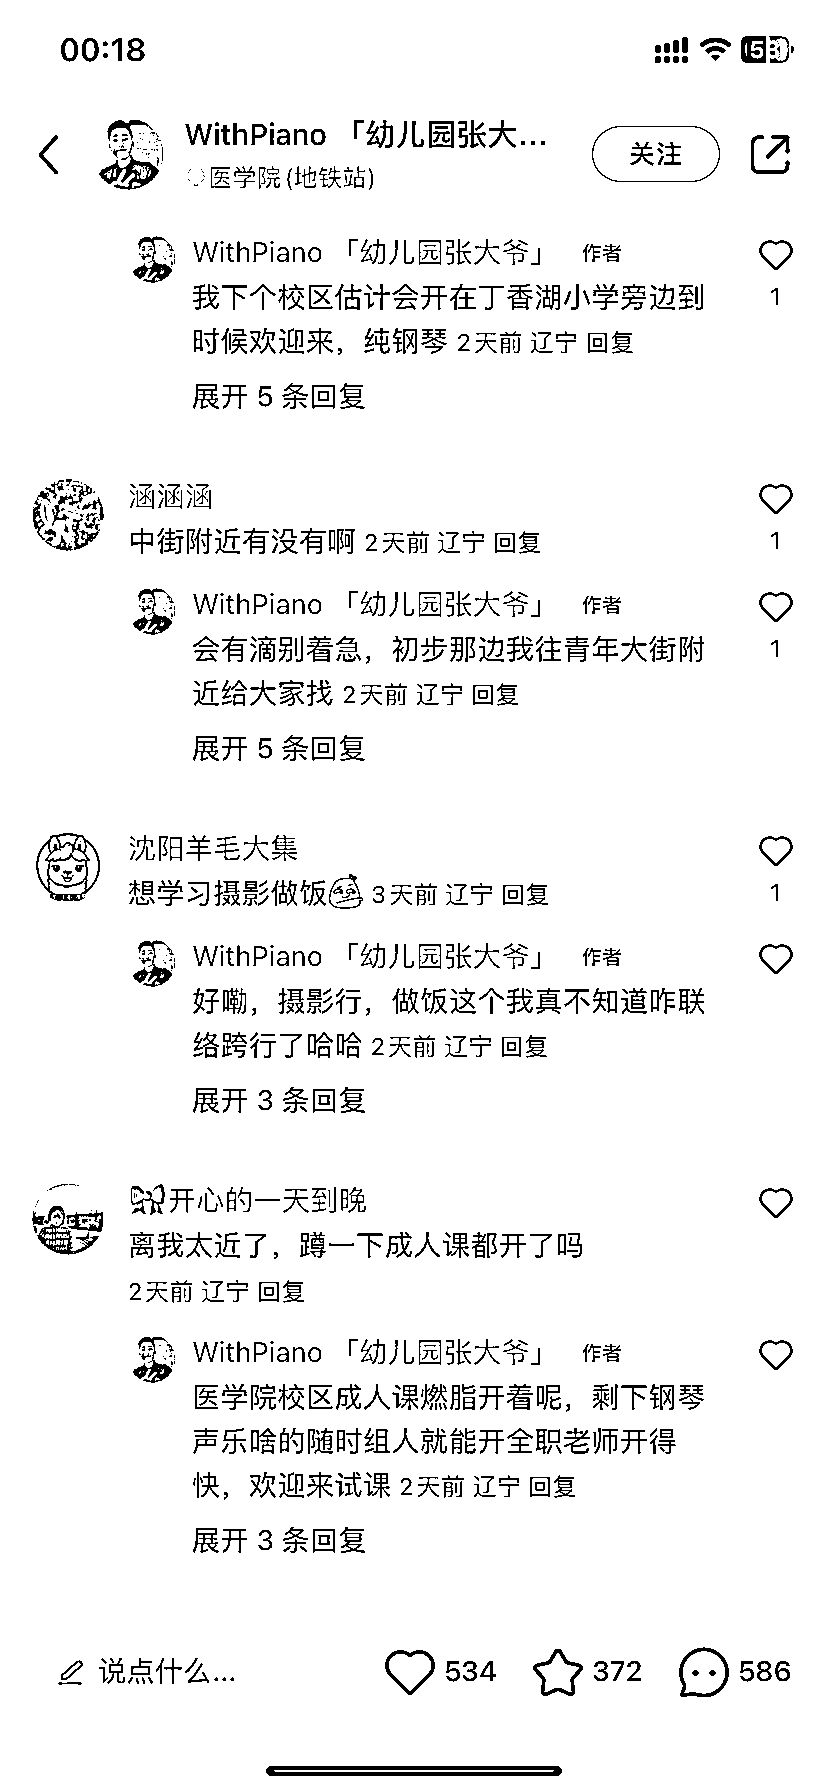 00:18
WithPiano 「幼儿园张大...
关注
医学院(地铁站)
WithPiano 「幼儿园张大爷」 作者
我下个校区估计会开在丁香湖小学旁边到
1
时候欢迎来，纯钢琴 2天前 辽宁 回复
展开 5 条回复
涵涵涵
中街附近有没有啊 2天前 辽宁 回复
1
WithPiano 「幼儿园张大爷」 作者
会有滴别着急，初步那边我往青年大街附
1
近给大家找 2天前 辽宁 回复
展开 5 条回复
沈阳羊毛大集
想学习摄影做饭 3天前 辽宁 回复
1
WithPiano 「幼儿园张大爷」 作者
好嘞，摄影行，做饭这个我真不知道咋联
络跨行了哈哈 2天前 辽宁 回复
展开 3 条回复
🎀开心的一天到晚
离我太近了，蹲一下成人课都开了吗
2天前 辽宁 回复
WithPiano 「幼儿园张大爷」 作者
医学院校区成人课燃脂开着呢，剩下钢琴
声乐啥的随时组人就能开全职老师开得
快，欢迎来试课 2天前 辽宁 回复
展开 3 条回复
说点什么... 534 372 586